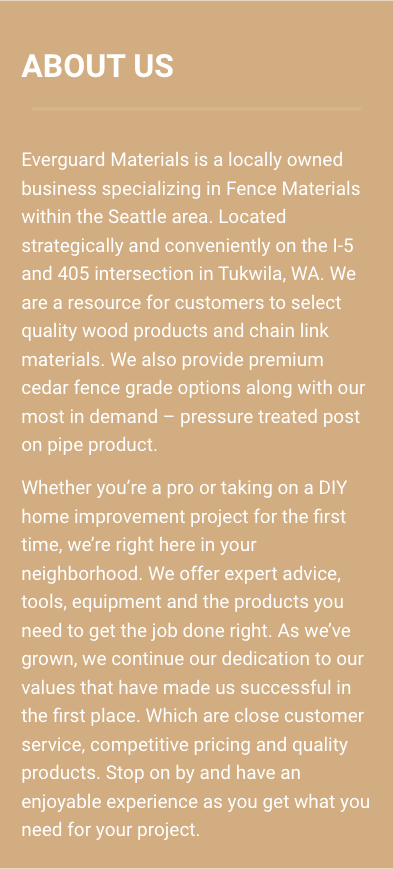 ABOUT US
Everguard Materials is a locally owned
business specializing in Fence Materials
within the Seattle area. Located
strategically and conveniently on the I-5
and 405 intersection in Tukwila, WA. We
are a resource for customers to select
quality wood products and chain link
materials. We also provide premium
cedar fence grade options along with our
most in demand – pressure treated post
on pipe product.
Whether you’re a pro or taking on a DIY
home improvement project for the first
time, we’re right here in your
neighborhood. We offer expert advice,
tools, equipment and the products you
need to get the job done right. As we’ve
grown, we continue our dedication to our
values that have made us successful in
the first place. Which are close customer
service, competitive pricing and quality
products. Stop on by and have an
enjoyable experience as you get what you
need for your project.